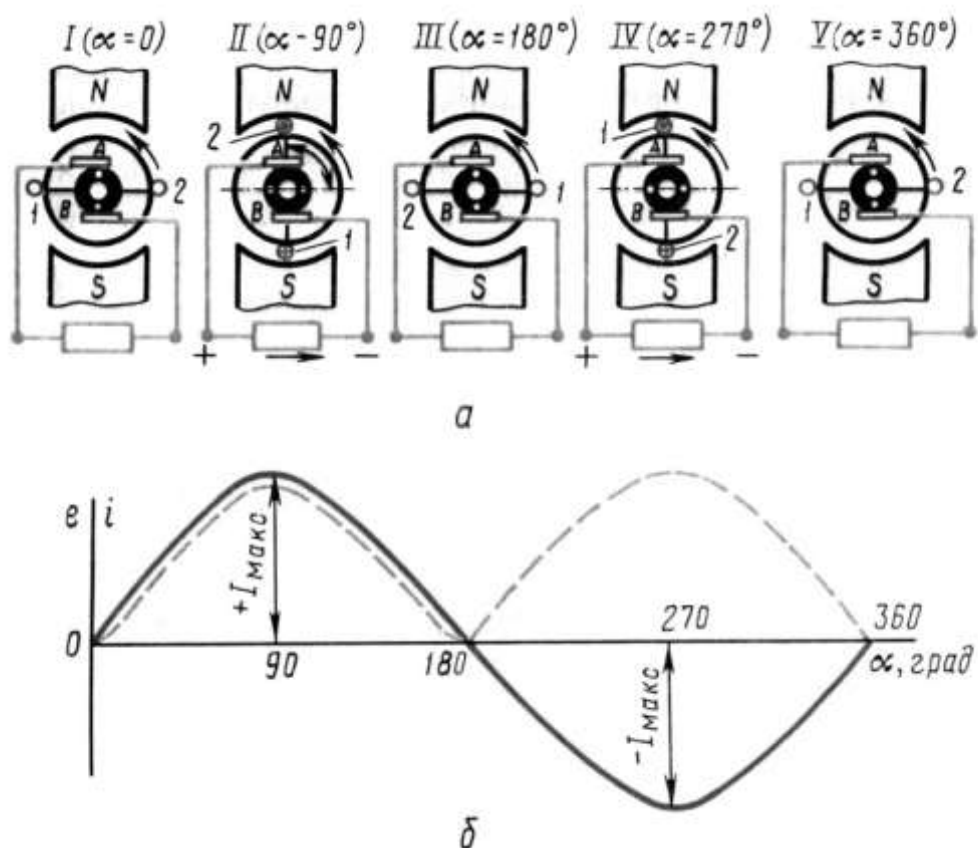 I (α=0) II (α-90°) III (α=180°) IV (α=270°) V (α=360°)
N N N N N
2 1
A A A A A
1 2 2 1 1 2
B B B B B
1 2
S S S S S
+ - + -
а
e i
+Iмакс
270 360
0 90 180 α, град
-Iмакс
б